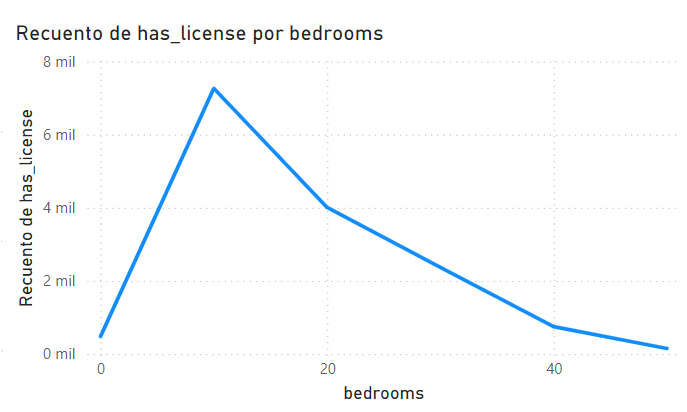 Recuento de has_license por bedrooms
8 mil
6 mil
4 mil
2 mil
0 mil
Recuento de has_license
0
20
40
bedrooms